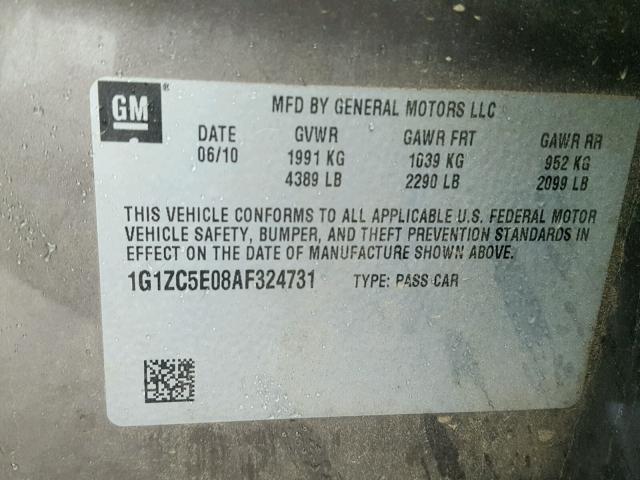 GM ®
MFD BY GENERAL MOTORS LLC
DATE GVWR GAWR FRT GAWR RR
06/10 1991 KG 1039 KG 952 KG
4389 LB 2290 LB 2099 LB
THIS VEHICLE CONFORMS TO ALL APPLICABLE U.S. FEDERAL MOTOR
VEHICLE SAFETY, BUMPER, AND THEFT PREVENTION STANDARDS IN
EFFECT ON THE DATE OF MANUFACTURE SHOWN ABOVE.
1G1ZC5E08AF324731 TYPE: PASS CAR